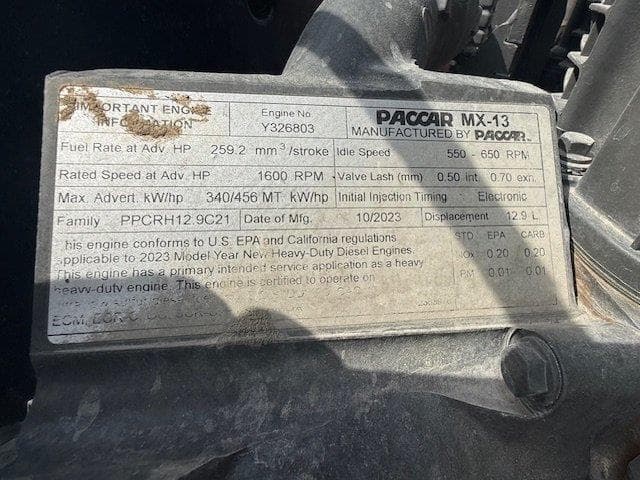 IMPORTANT ENGINE INFORMATION
Engine No
Y326803
PACCAR MX-13
MANUFACTURED BY PACCAR
Fuel Rate at Adv. HP 259.2 mm³/stroke Idle Speed 550 - 650 RPM
Rated Speed at Adv. HP 1600 RPM Valve Lash (mm) 0.50 int. 0.70 exh.
Max. Advert. kW/hp 340/456 MT kW/hp Initial Injection Timing Electronic
Family PPCRH12.9C21 Date of Mfg. 10/2023 Displacement 12.9 L
This engine conforms to U.S. EPA and California regulations
applicable to 2023 Model Year New Heavy-Duty Diesel Engines.
This engine has a primary intended service application as a heavy
heavy-duty engine. This engine is certified to operate on
STD EPA CARB
NOx 0.20 0.20
PM 0.01 0.01
ECM,